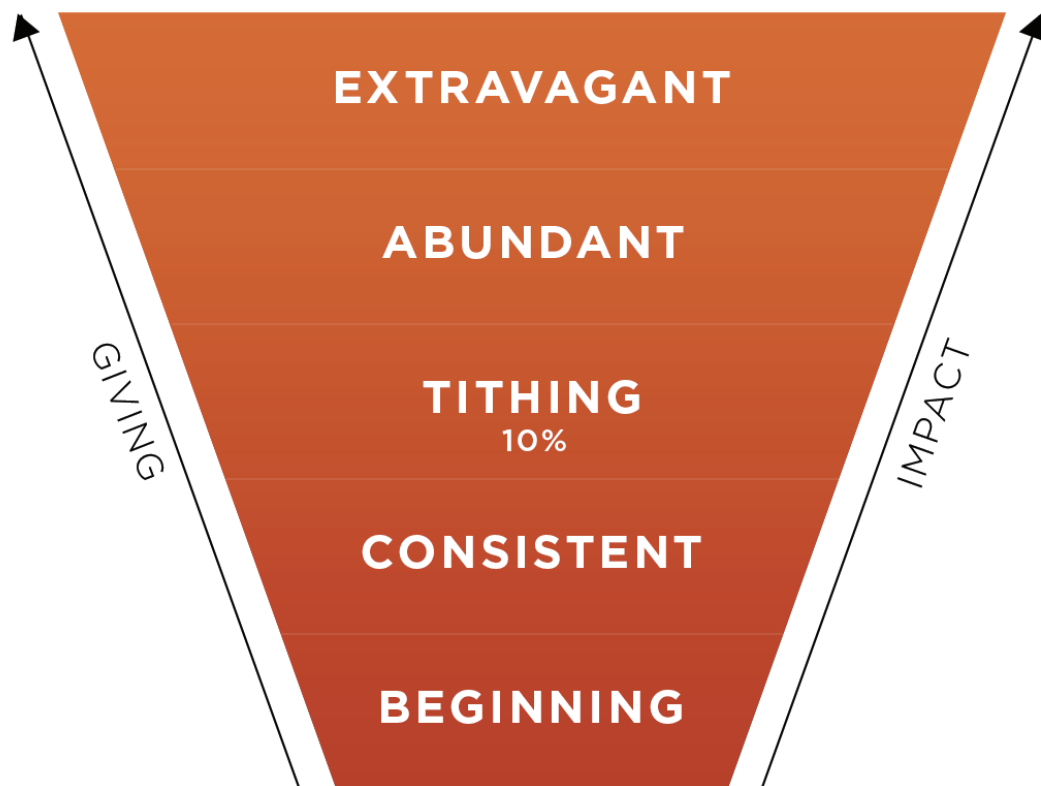 EXTRAVAGANT
ABUNDANT
TITHING
10%
CONSISTENT
BEGINNING
GIVING
IMPACT